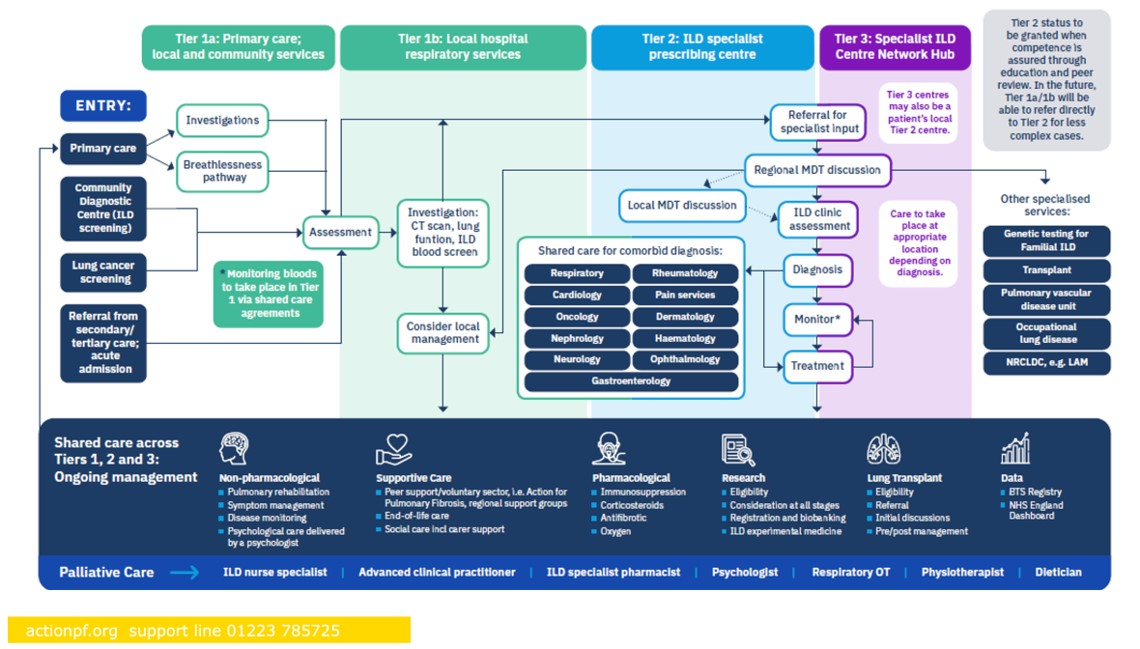 Tier 1a: Primary care;
local and community services
Tier 1b: Local hospital
respiratory services
Tier 2: ILD specialist
prescribing centre
Tier 3: Specialist ILD
Centre Network Hub
Tier 2 status to
be granted when
competence is
assured through
education and peer
review. In the future,
Tier 1a/1b will be
able to refer directly
to Tier 2 for less
complex cases.
ENTRY:
Primary care
Community
Diagnostic
Centre (ILD
screening)
Lung cancer
screening
Referral from
secondary/
tertiary care;
acute
admission
Investigations
Breathlessness
pathway
Assessment
* Monitoring bloods
to take place in Tier
1 via shared care
agreements
Investigation:
CT scan, lung
funtion, ILD
blood screen
Consider local
management
Referral for
specialist input
Tier 3 centres
may also be a
patient's local
Tier 2 centre.
Regional MDT discussion
Local MDT discussion
ILD clinic
assessment
Care to take
place at
appropriate
location
depending on
diagnosis.
Diagnosis
Monitor*
Treatment
Shared care for comorbid diagnosis:
Respiratory
Rheumatology
Cardiology
Pain services
Oncology
Dermatology
Nephrology
Haematology
Neurology
Ophthalmology
Gastroenterology
Other specialised
services:
Genetic testing for
Familial ILD
Transplant
Pulmonary vascular
disease unit
Occupational
lung disease
NRCLDC, e.g. LAM
Shared care across
Tiers 1, 2 and 3:
Ongoing management
Non-pharmacological
Pulmonary rehabilitation
Symptom management
Disease monitoring
Psychological care delivered
by a psychologist
Supportive Care
Peer support/voluntary sector, i.e. Action for
Pulmonary Fibrosis, regional support groups
End-of-life care
Social care incl carer support
Pharmacological
Immunosuppression
Corticosteroids
Antifibrotic
Oxygen
Research
Eligibility
Consideration at all stages
Registration and biobanking
ILD experimental medicine
Lung Transplant
Eligibility
Referral
Initial discussions
Pre/post management
Data
BTS Registry
NHS England
Dashboard
Palliative Care
ILD nurse specialist | Advanced clinical practitioner | ILD specialist pharmacist | Psychologist | Respiratory OT | Physiotherapist | Dietician
actionpf.org support line 01223 785725